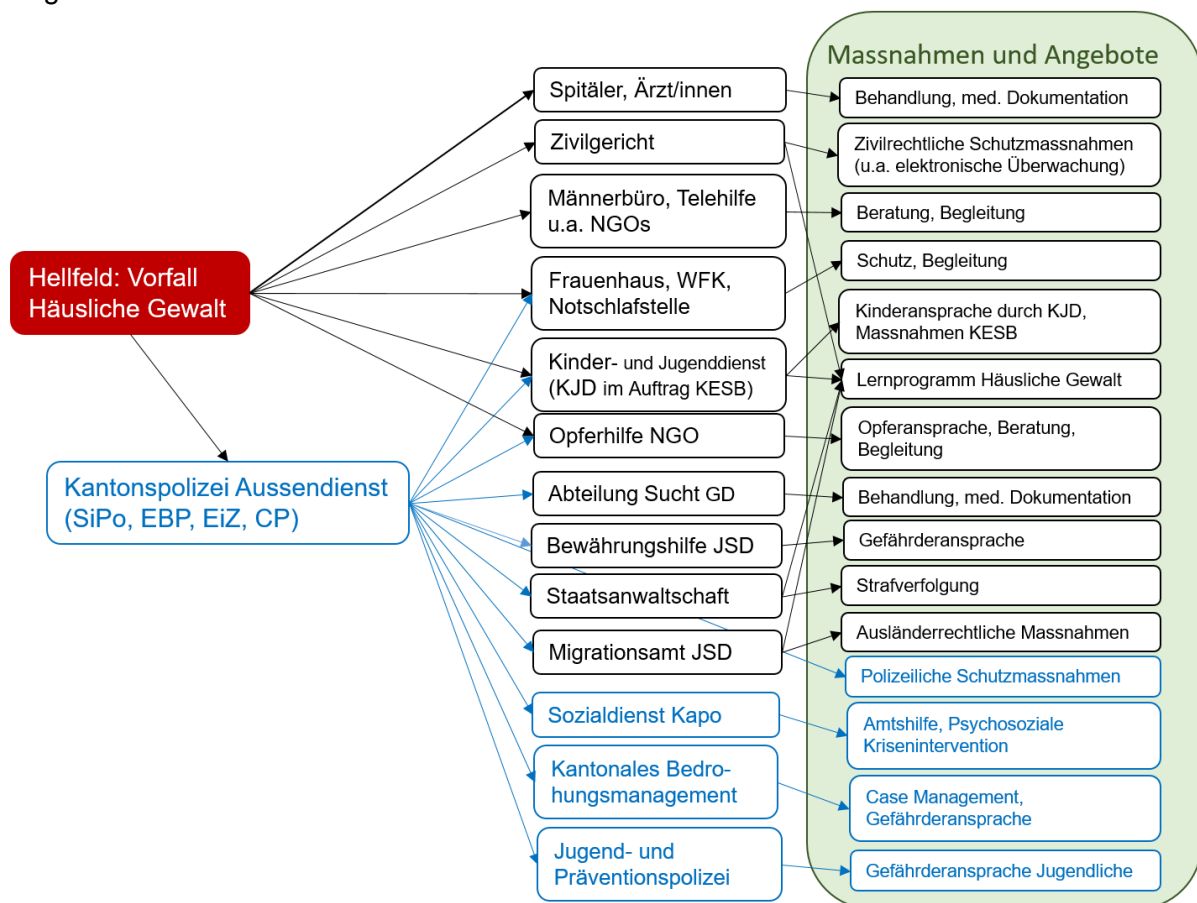 Massnahmen und Angebote
Hellfeld: Vorfall
Häusliche Gewalt
Kantonspolizei Aussendienst
(SiPo, EBP, EiZ, CP)
Spitäler, Ärzt/innen
Zivilgericht
Männerbüro, Telehilfe
u.a. NGOs
Frauenhaus, WFK,
Notschlafstelle
Kinder- und Jugenddienst
(KJD im Auftrag KESB)
Opferhilfe NGO
Abteilung Sucht GD
Bewährungshilfe JSD
Staatsanwaltschaft
Migrationsamt JSD
Sozialdienst Kapo
Kantonales Bedro-
hungsmanagement
Jugend- und
Präventionspolizei
Behandlung, med. Dokumentation
Zivilrechtliche Schutzmassnahmen
(u.a. elektronische Überwachung)
Beratung, Begleitung
Schutz, Begleitung
Kinderansprache durch KJD,
Massnahmen KESB
Lernprogramm Häusliche Gewalt
Opferansprache, Beratung,
Begleitung
Behandlung, med. Dokumentation
Gefährderansprache
Strafverfolgung
Ausländerrechtliche Massnahmen
Polizeiliche Schutzmassnahmen
Amtshilfe, Psychosoziale
Krisenintervention
Case Management,
Gefährderansprache
Gefährderansprache Jugendliche